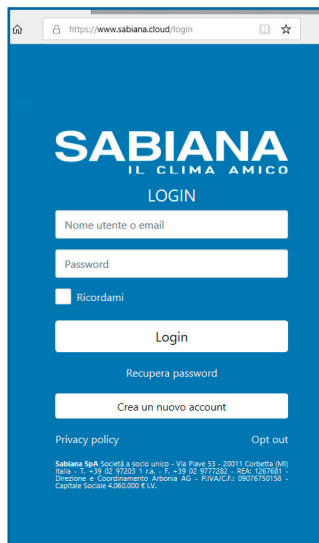 https://www.sabiana.cloud/login
SABIANA
IL CLIMA AMICO
LOGIN
Nome utente o email
Password
Ricordami
Login
Recupera password
Crea un nuovo account
Privacy policy Opt out
Sabiana SpA Società a socio unico - Via Piave 53 - 20011 Corbetta (MI)
Italia - T. +39 02 97203 1 r.a. - F. +39 02 9777282 - REA: 1267681 -
Direzione e Coordinamento Arbonia AG - P.IVA/C.F.: 09076750158 -
Capitale Sociale 4.060.000 € I.V.